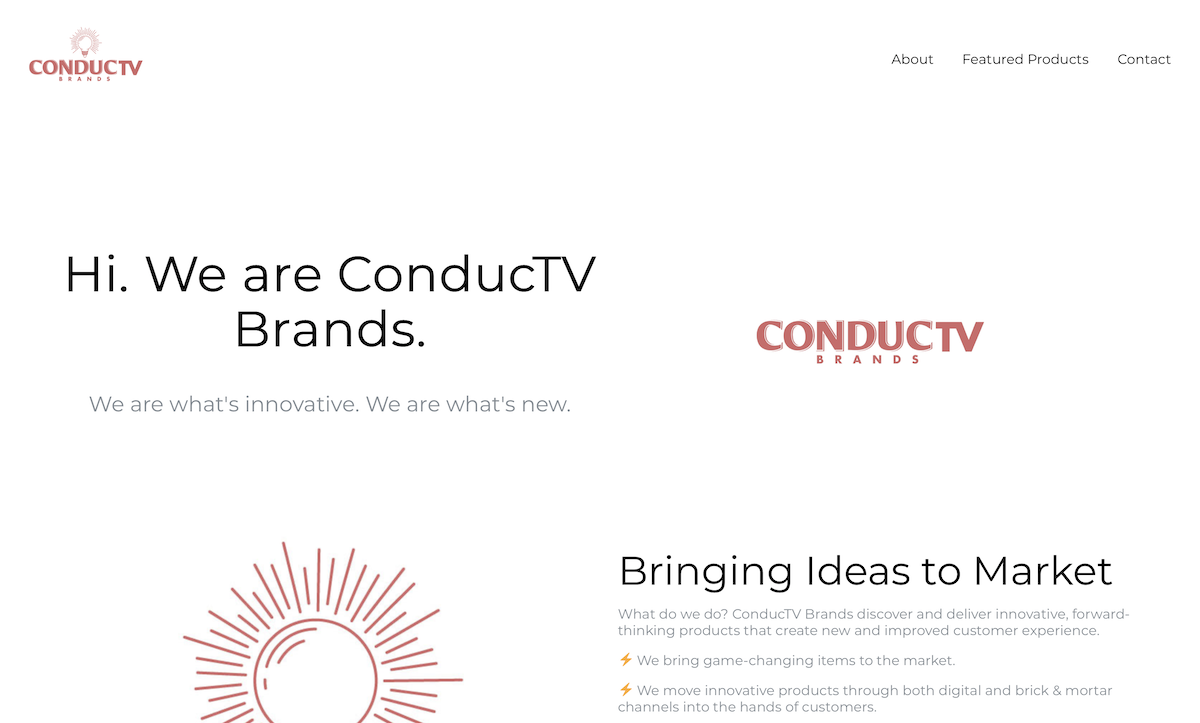 CONDUCTV
BRANDS
About
Featured Products
Contact
Hi. We are ConducTV
Brands.
We are what's innovative. We are what's new.
CONDUCTV
BRANDS
Bringing Ideas to Market
What do we do? ConducTV Brands discover and deliver innovative, forward-
thinking products that create new and improved customer experience.
⚡ We bring game-changing items to the market.
⚡ We move innovative products through both digital and brick & mortar
channels into the hands of customers.